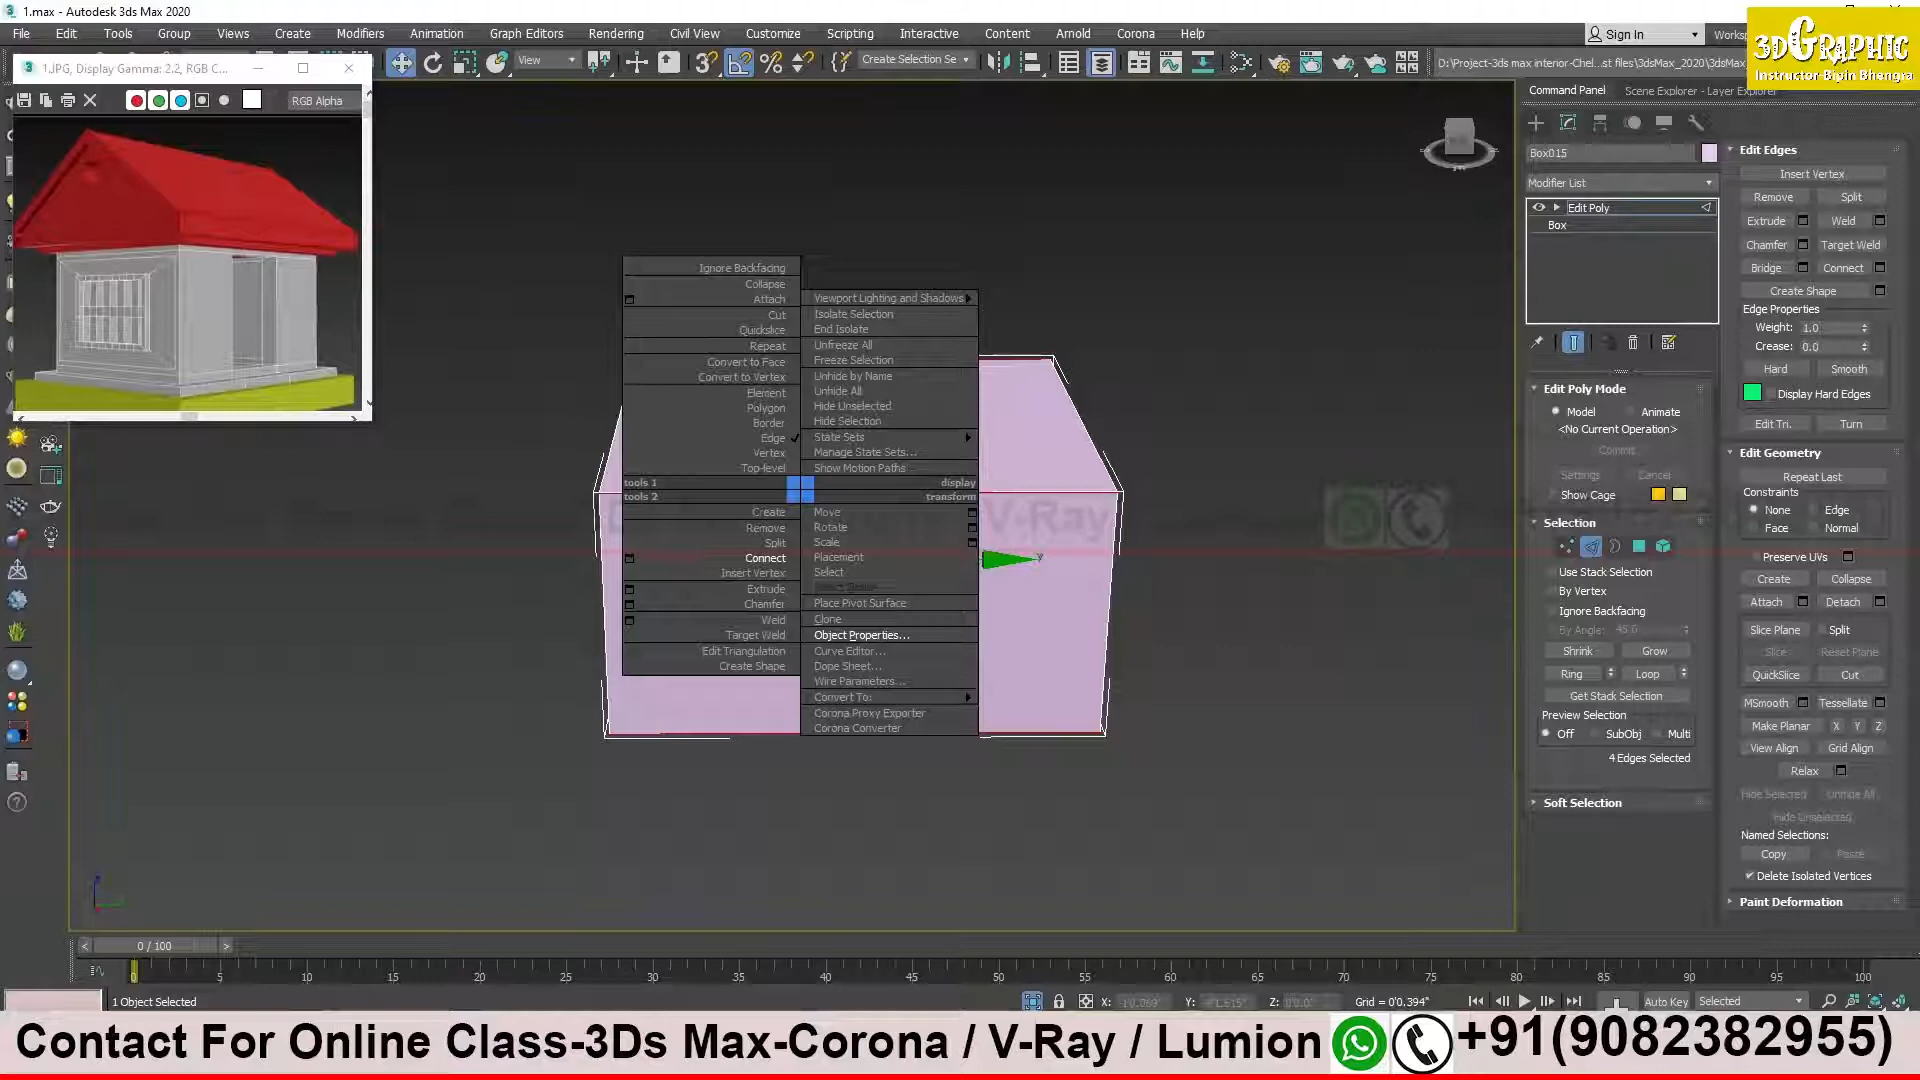 1.max - Autodesk 3ds Max 2020
File Edit Tools Group Views Create Modifiers Animation Graph Editors Rendering Civil View Customize Scripting Interactive Content Arnold Corona Help
Sign In
3DGRAPHIC
Instructor-Bipin Bhengra
1.JPG, Display Gamma: 2.2, RGB C...
View
Create Selection Se
RGB Alpha
Command Panel
Scene Explorer - Layer Explorer
Box015
Modifier List
Edit Poly
Box
Edit Edges
Insert Vertex
Remove Split
Extrude Weld
Chamfer Target Weld
Bridge Connect
Create Shape
Edge Properties
Weight: 1.0
Crease: 0.0
Hard Smooth
Display Hard Edges
Edit Tri. Turn
Edit Poly Mode
Model Animate
<No Current Operation>
Commit
Settings Cancel
Show Cage
Selection
Use Stack Selection
By Vertex
Ignore Backfacing
By Angle: 45.0
Shrink Grow
Ring Loop
Get Stack Selection
Preview Selection
Off SubObj Multi
4 Edges Selected
Soft Selection
Edit Geometry
Repeat Last
Constraints
None Edge
Face Normal
Preserve UVs
Create Collapse
Attach Detach
Slice Plane Split
Slice Reset Plane
QuickSlice Cut
MSmooth Tessellate
Make Planar X Y Z
View Align Grid Align
Relax
Hide Selected Unhide All
Hide Unselected
Named Selections:
Copy Paste
Delete Isolated Vertices
Paint Deformation
Ignore Backfacing
Collapse
Attach
Cut
Quickslice
Repeat
Convert to Face
Convert to Vertex
Element
Polygon
Border
Edge
Vertex
Top-level
tools 1
tools 2
Create
Remove
Split
Connect
Insert Vertex
Extrude
Chamfer
Weld
Target Weld
Edit Triangulation
Create Shape
Viewport Lighting and Shadows
Isolate Selection
End Isolate
Unfreeze All
Freeze Selection
Unhide by Name
Unhide All
Hide Unselected
Hide Selection
State Sets
Manage State Sets...
Show Motion Paths
display
transform
Move
Rotate
Scale
Placement
Select
Place Pivot Surface
Clone
Object Properties...
Curve Editor...
Dope Sheet...
Wire Parameters...
Convert To:
Corona Proxy Exporter
Corona Converter
V-Ray
0 / 100
0 5 10 15 20 25 30 35 40 45 50 55 60 65 70 75 80 85 90 95 100
1 Object Selected
X: Y: Z: Grid = 0'0.394"
Auto Key Selected
Contact For Online Class-3Ds Max-Corona / V-Ray / Lumion +91(9082382955)